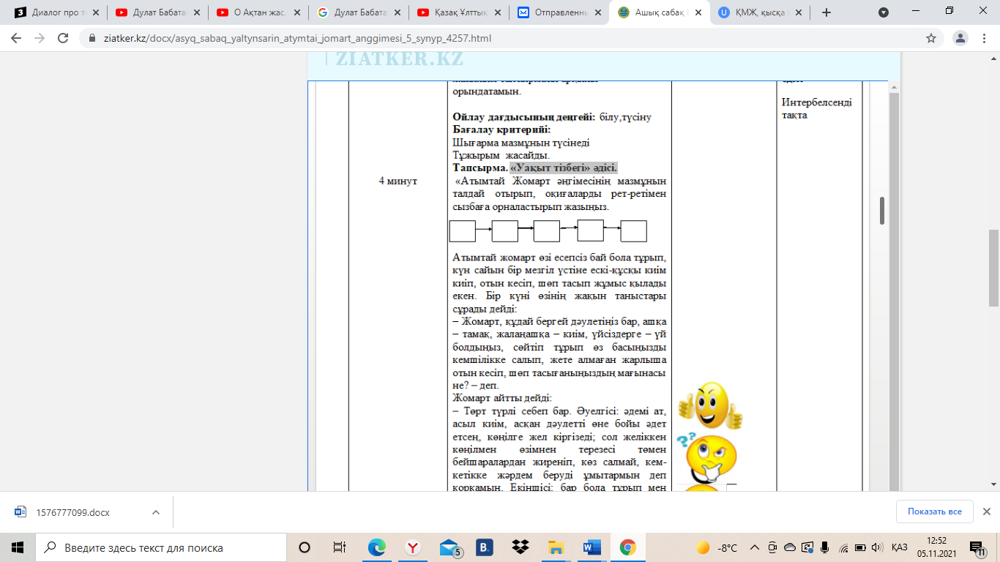 Диалог про т
Дулат Бабата
О Ақтан жас,
Дулат Бабата
Қазақ Ұлттық
Отправленны
Ашық сабақ
ҚМЖ, қысқа
ziatker.kz/docx/asyq_sabaq_yaltynsarin_atymtai_jomart_anggimesi_5_synyp_4257.html
ZIATKER.KZ
орындатамын.
Интербелсенді
тақта
Ойлау дағдысының деңгейі: білу,түсіну
Бағалау критерийі:
Шығарма мазмұнын түсінеді
Тұжырым жасайды.
Тапсырма. «Уақыт тізбегі» әдісі.
4 минут
«Атымтай Жомарт әңгімесінің мазмұнын
талдай отырып, оқиғаларды рет-ретімен
сызбаға орналастырып жазыңыз.
Атымтай жомарт өзі есепсіз бай бола тұрып,
күн сайын бір мезгіл үстіне ескі-құсқы киім
киіп, отын кесіп, шөп тасып жұмыс қылады
екен. Бір күні өзінің жақын таныстары
сұрады дейді:
– Жомарт, құдай бергей дәулетіңіз бар, ашқа
– тамақ, жалаңашқа – киім, үйсіздерге – үй
болдыңыз, сөйтіп тұрып өз басыңызды
кемшілікке салып, жете алмаған жарлыша
отын кесіп, шөп тасығаныңыздың мағынасы
не? – деп.
Жомарт айтты дейді:
– Төрт түрлі себеп бар. Әуелгісі: әдемі ат,
асыл киім, асқан дәулетті өне бойы әдет
етсең, көңілге жел кіргізеді; сол желіккен
көңілмен өзімнен терезесі төмен
бейшаралардан жиреніп, көз салмай, кем-
кетікке жәрдем беруді ұмытармын деп
қорқамын. Екіншісі: бар бола тұрып мен
1576777099.docx
Показать все
Введите здесь текст для поиска
5
-8°C
ҚАЗ
12:52
05.11.2021
11